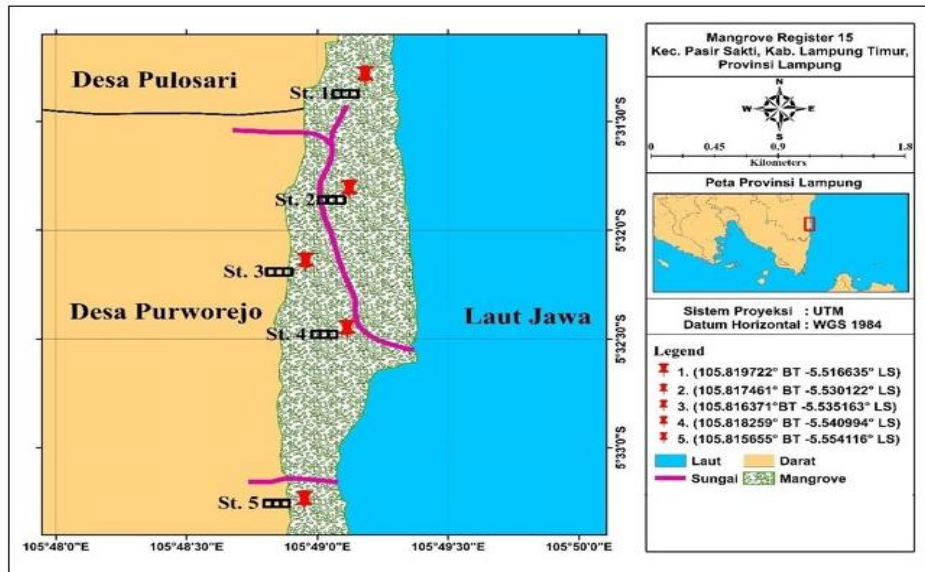 Desa Pulosari
St. 1
St. 2
St. 3
Desa Purworejo
Laut Jawa
St. 4
St. 5
5°31'30"S
5°32'0"S
5°32'30"S
5°33'0"S
105°48'0"E
105°48'30"E
105°49'0"E
105°49'30"E
105°50'0"E
Mangrove Register 15
Kec. Pasir Sakti, Kab. Lampung Timur,
Provinsi Lampung
N
W E
S
0 0.45 0.9 1.8
Kilometers
Peta Provinsi Lampung
Sistem Proyeksi : UTM
Datum Horizontal : WGS 1984
Legend
1. (105.819722° BT -5.516635° LS)
2. (105.817461° BT -5.530122° LS)
3. (105.816371°BT -5.535163° LS)
4. (105.818259° BT -5.540994° LS)
5. (105.815655° BT -5.554116° LS)
Laut Darat
Sungai Mangrove